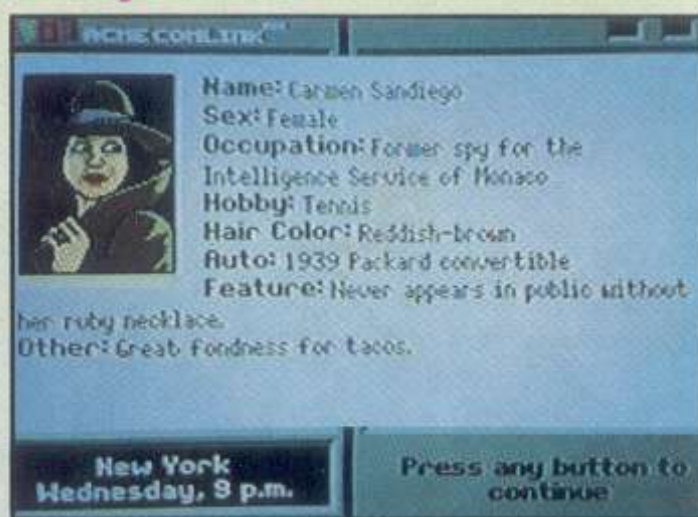 ACME COMLINK
Name: Carmen Sandiego
Sex: Female
Occupation: Former spy for the
Intelligence Service of Monaco
Hobby: Tennis
Hair Color: Reddish-brown
Auto: 1939 Packard convertible
Feature: Never appears in public without
her ruby necklace.
Other: Great fondness for tacos.
New York
Wednesday, 9 p.m.
Press any button to
continue